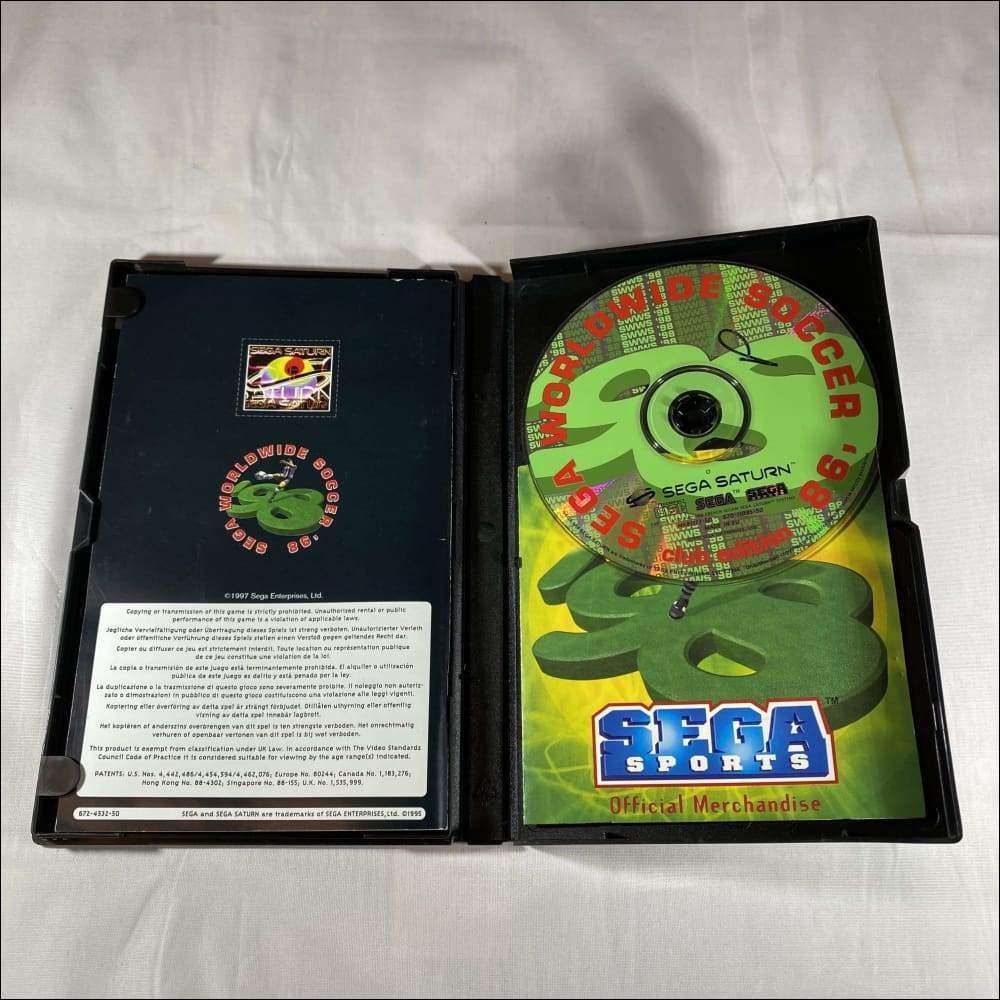 SEGA SATURN
SEGA WORLDWIDE SOCCER '98
98
©1997 Sega Enterprises, Ltd.
Copying or transmission of this game is strictly prohibited. Unauthorised rental or public
performance of this game is a violation of applicable laws.
Jegliche Vervielfältigung oder Übertragung dieses Spiels ist streng verboten. Unautorisierter Verleih
oder öffentliche Vorführung dieses Spiels stellen einen Verstoß gegen geltendes Recht dar.
Copier ou diffuser ce jeu est strictement interdit. Toute location ou représentation publique
de ce jeu constitue une violation de la loi.
La copia o transmisión de este juego está terminantemente prohibida. El alquiler o utilización
pública de este juego es delito y está penado por la ley.
La duplicazione o la trasmissione di questo gioco sono severamente proibite. Il noleggio non autoriz-
zato o dimostrazioni in pubblico di questo gioco costituiscono una violazione alle leggi vigenti.
Kopiering eller överföring av detta spel är strängt förbjudet. Otillåten uthyrning eller offentlig
visning av detta spel innebär lagbrott.
Het kopiëren of anderszins overbrengen van dit spel is ten strengste verboden. Het onrechtmatig
verhuren of openbaar vertonen van dit spel is bij wet verboden.
This product is exempt from classification under UK Law. In accordance with The Video Standards
Council Code of Practice it is considered suitable for viewing by the age range(s) indicated.
PATENTS: U.S. Nos. 4,442,486/4,454,594/4,462,076; Europe No. 80244; Canada No. 1,183,276;
Hong Kong No. 88-4302; Singapore No. 88-155; U.K. No. 1,535,999.
672-4532-50
SEGA and SEGA SATURN are trademarks of SEGA ENTERPRISES, Ltd. ©1995
SEGA WORLDWIDE SOCCER '98
SWWS '98
SEGA SATURN™
SEGA™ SEGA
club edition
98
SEGA
SPORTS
TM
Official Merchandise